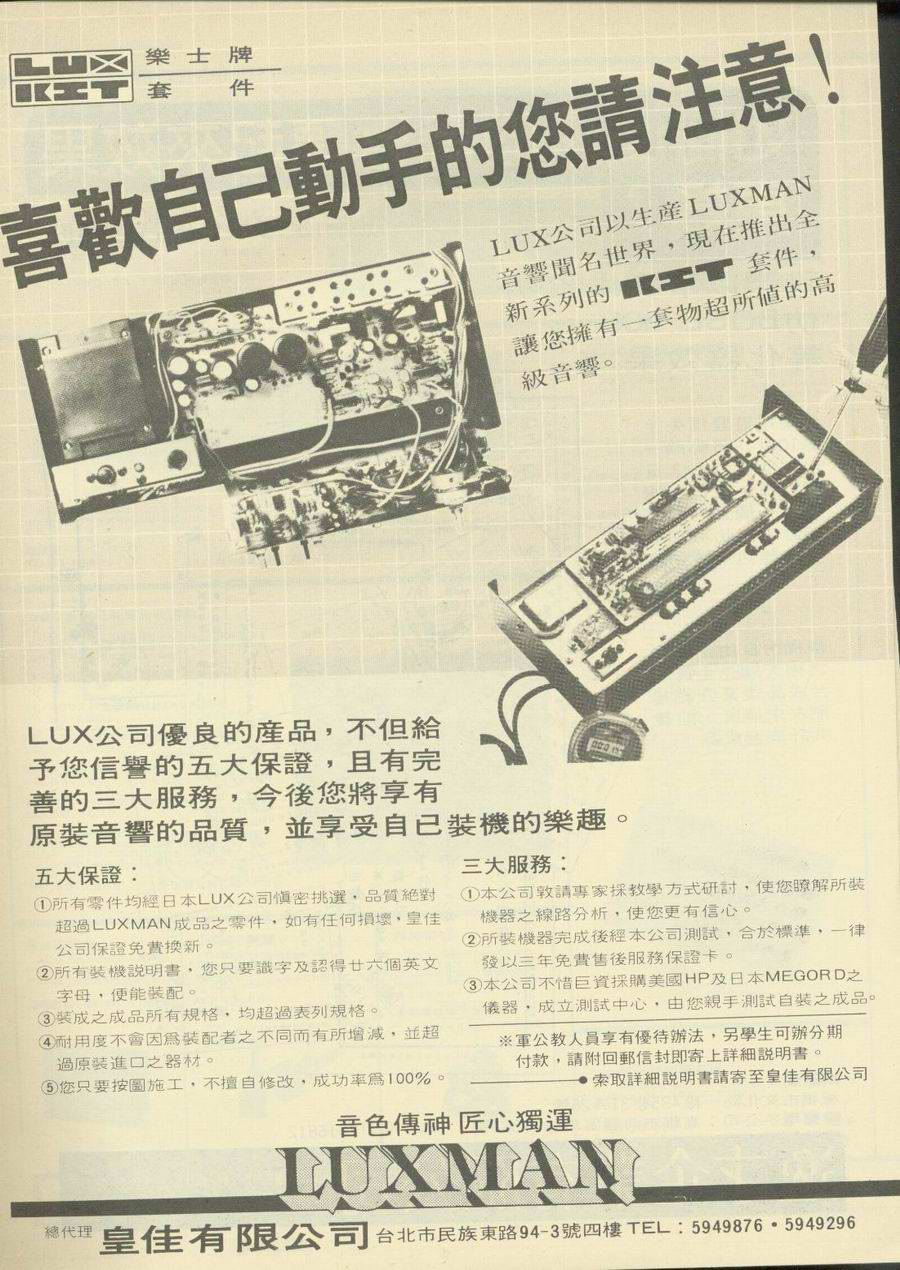 LUX 樂士牌
KIT 套件
喜歡自己動手的您請注意！
LUX公司以生產LUXMAN
音響聞名世界，現在推出全
新系列的 KIT 套件，
讓您擁有一套物超所值的高
級音響。
LUX公司優良的產品，不但給
予您信譽的五大保證，且有完
善的三大服務，今後您將享有
原裝音響的品質，並享受自己裝機的樂趣。
五大保證：
①所有零件均經日本LUX公司愼密挑選，品質絕對
超過LUXMAN成品之零件，如有任何損壞，皇佳
公司保證免費換新。
②所有裝機說明書，您只要識字及認得廿六個英文
字母，便能裝配。
③裝成之成品所有規格，均超過表列規格。
④耐用度不會因爲裝配者之不同而有所增減，並超
過原裝進口之器材。
⑤您只要按圖施工，不擅自修改，成功率爲100%。
三大服務：
①本公司敦請專家採教學方式研討，使您瞭解所裝
機器之線路分析，使您更有信心。
②所裝機器完成後經本公司測試，合於標準，一律
發以三年免費售後服務保證卡。
③本公司不惜巨資採購美國HP及日本MEGORD之
儀器，成立測試中心，由您親手測試自裝之成品。
※軍公教人員享有優待辦法，另學生可辦分期
付款，請附回郵信封即寄上詳細說明書。
●索取詳細說明書請寄至皇佳有限公司
音色傳神 匠心獨運
LUXMAN
總代理 皇佳有限公司 台北市民族東路94-3號四樓 TEL：5949876・5949296